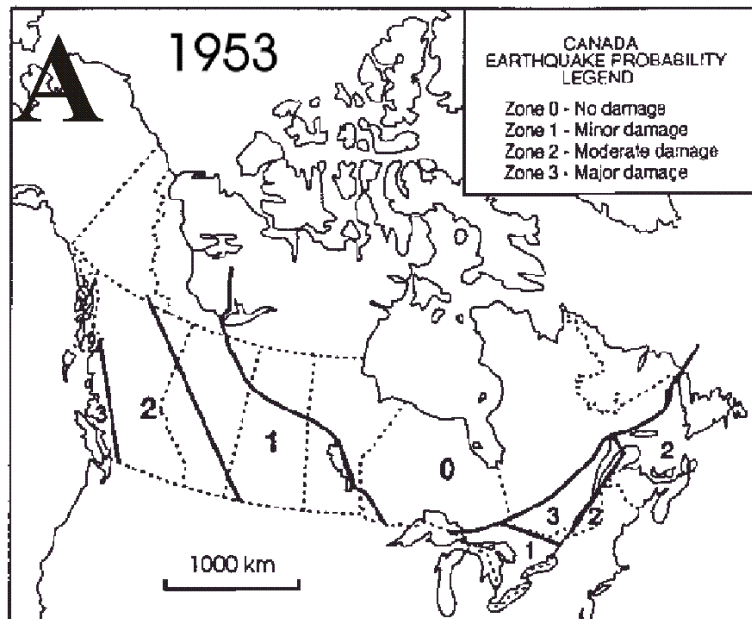 A
1953
CANADA
EARTHQUAKE PROBABILITY
LEGEND
Zone 0 - No damage
Zone 1 - Minor damage
Zone 2 - Moderate damage
Zone 3 - Major damage
0
3
2
1
0
2
3
2
1
1000 km